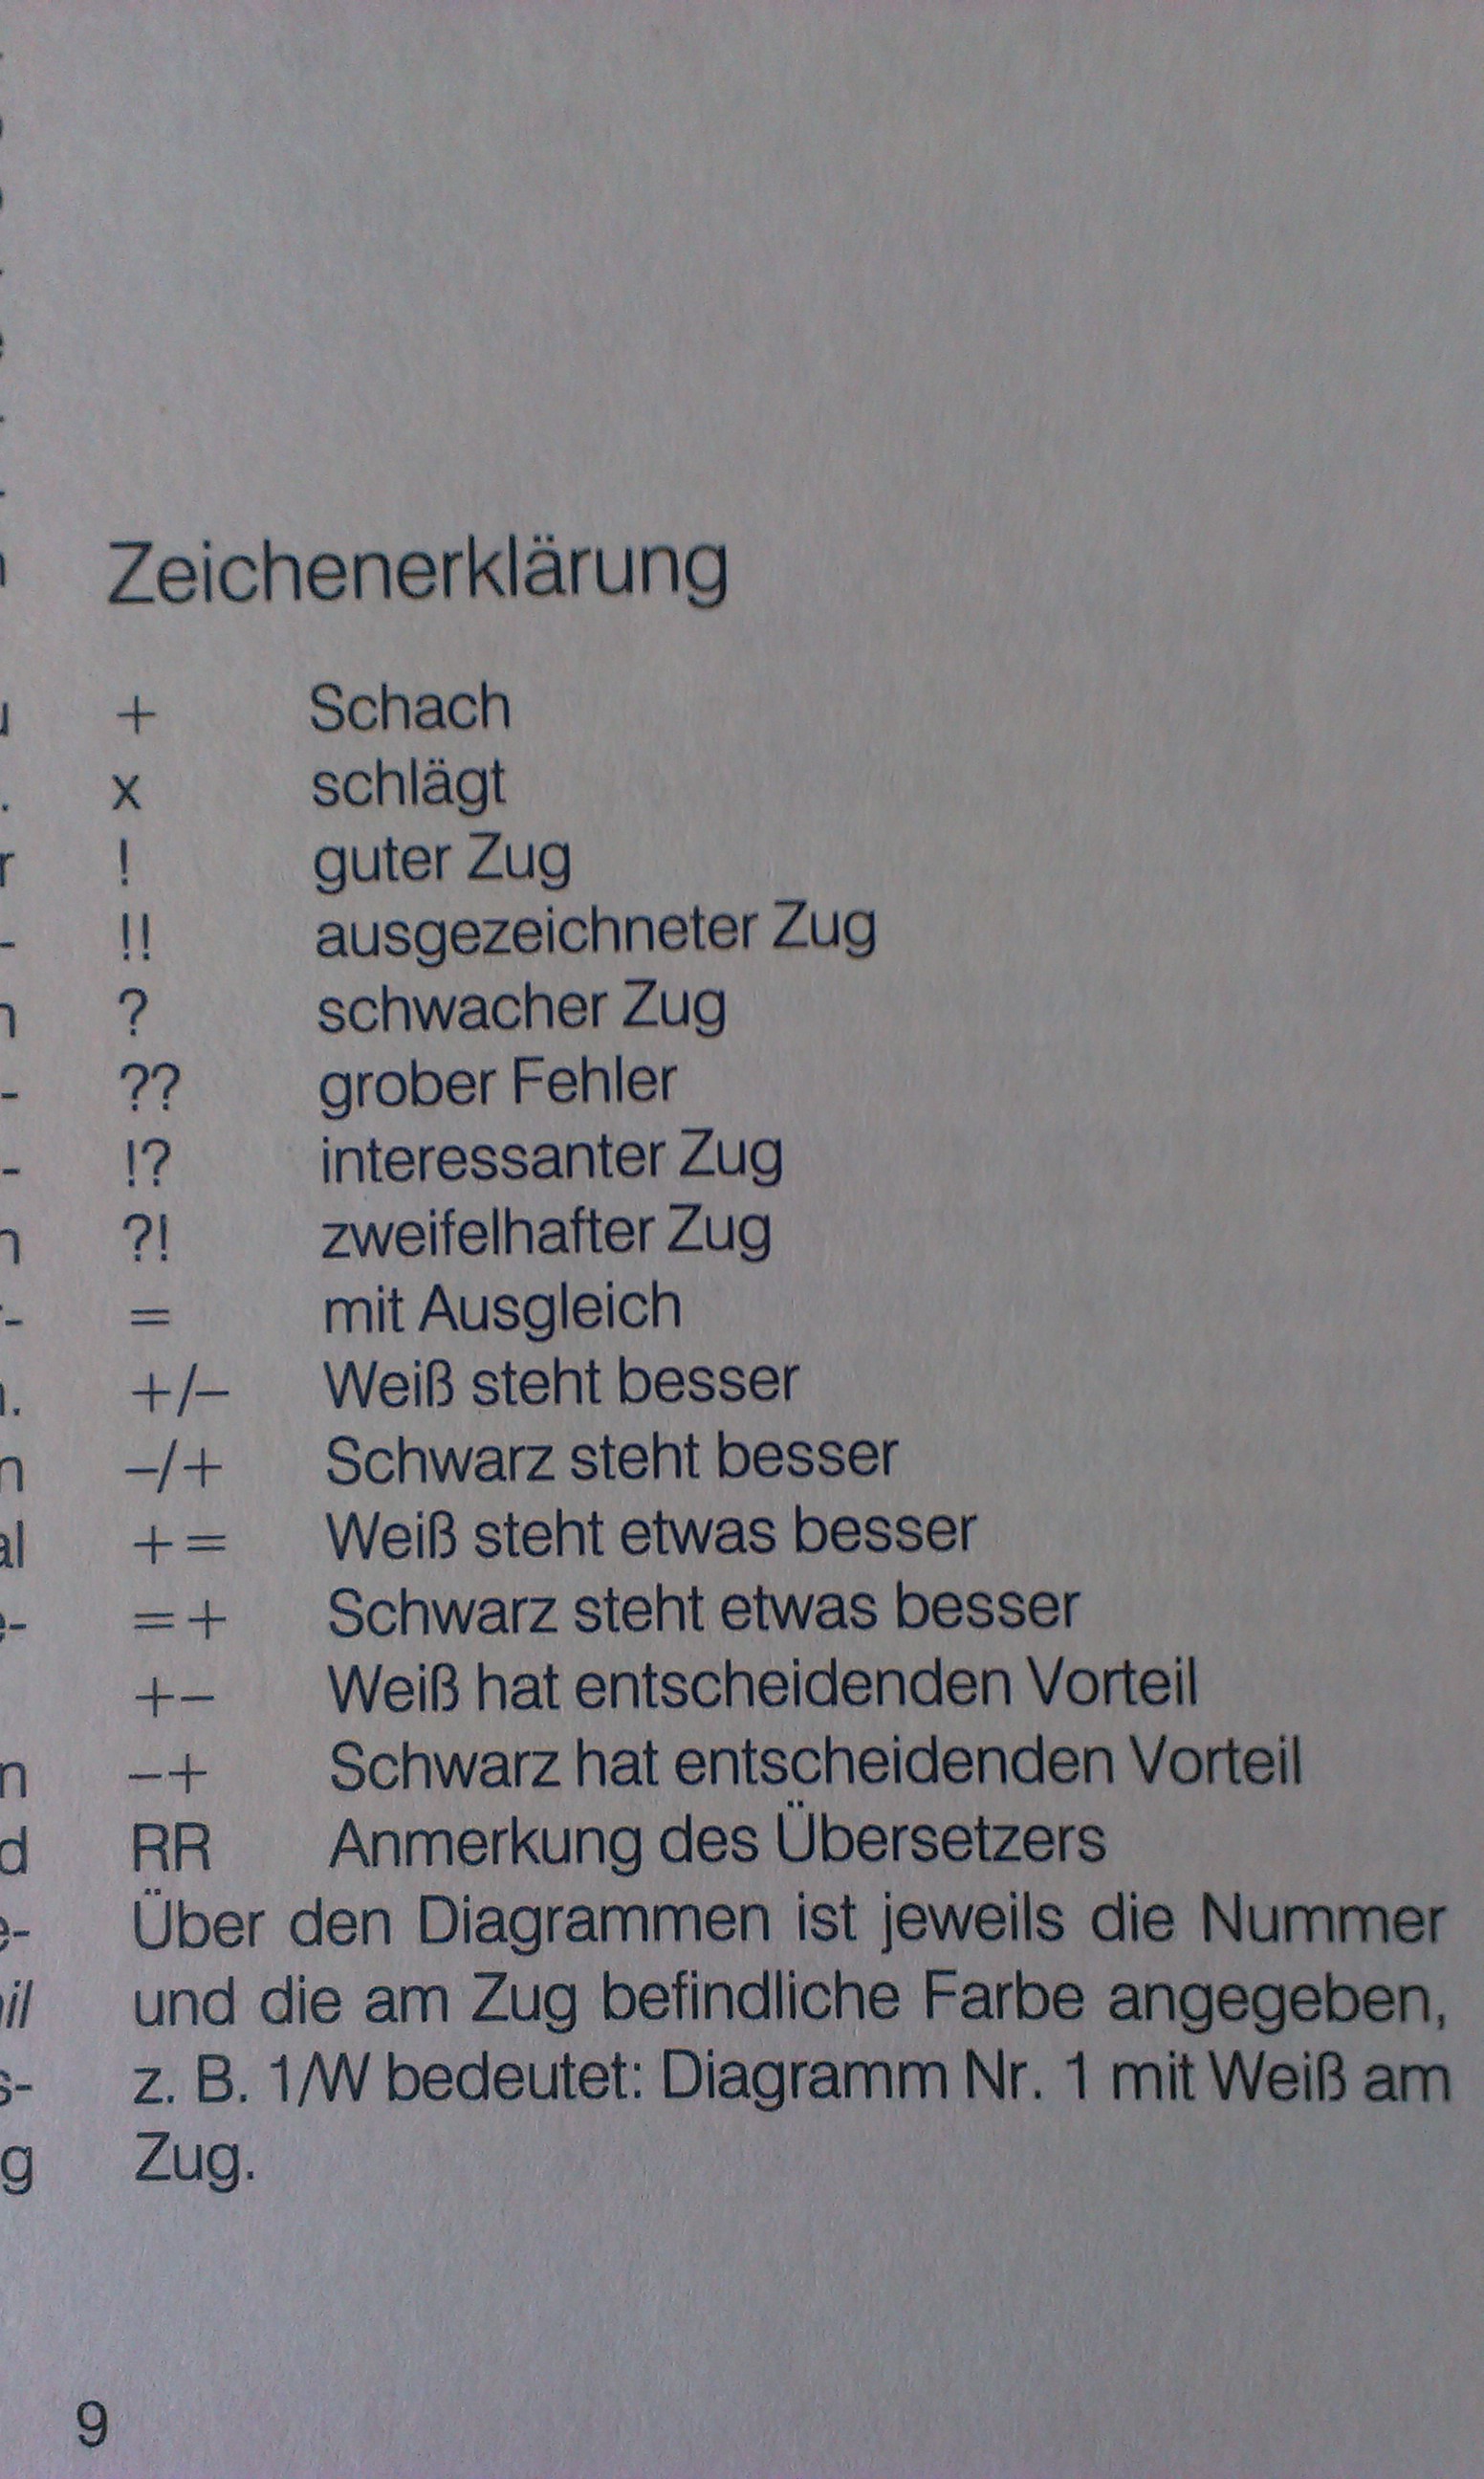 Zeichenerklärung
+ Schach
x schlägt
! guter Zug
!! ausgezeichneter Zug
? schwacher Zug
?? grober Fehler
!? interessanter Zug
?! zweifelhafter Zug
= mit Ausgleich
+/– Weiß steht besser
–/+ Schwarz steht besser
+= Weiß steht etwas besser
=+ Schwarz steht etwas besser
+– Weiß hat entscheidenden Vorteil
–+ Schwarz hat entscheidenden Vorteil
RR Anmerkung des Übersetzers
Über den Diagrammen ist jeweils die Nummer
und die am Zug befindliche Farbe angegeben,
z. B. 1/W bedeutet: Diagramm Nr. 1 mit Weiß am
Zug.
9